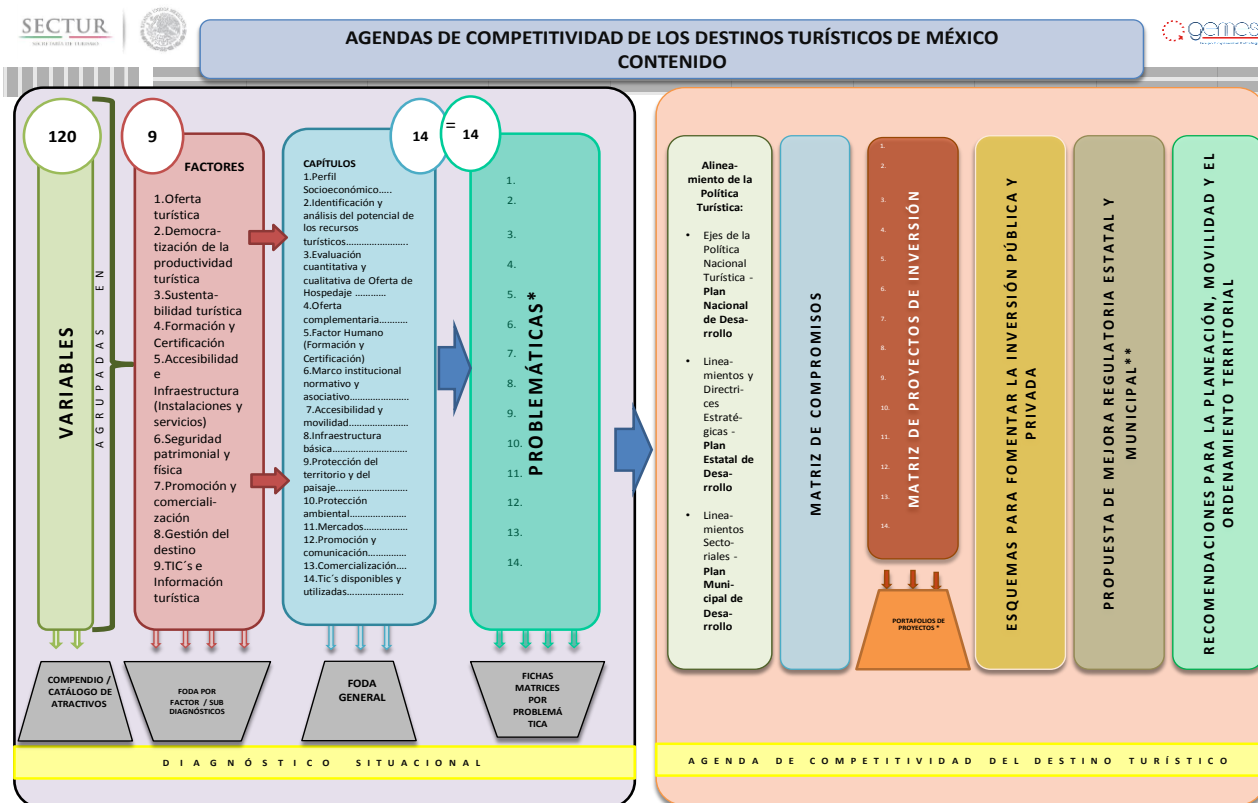 SECTUR
SECRETARÍA DE TURISMO
AGENDAS DE COMPETITIVIDAD DE LOS DESTINOS TURÍSTICOS DE MÉXICO
CONTENIDO
120
VARIABLES
AGRUPADAS EN
9
FACTORES
1.Oferta
turística
2.Democra-
tización de la
productividad
turística
3.Sustenta-
bilidad turística
4.Formación y
Certificación
5.Accesibilidad
e
Infraestructura
(Instalaciones y
servicios)
6.Seguridad
patrimonial y
física
7.Promoción y
comerciali-
zación
8.Gestión del
destino
9.TIC´s e
Información
turística
14
=
14
CAPÍTULOS
1.Perfil
Socioeconómico.....
2.Identificación y
análisis del potencial de
los recursos
turísticos.......................
3.Evaluación
cuantitativa y
cualitativa de Oferta de
Hospedaje ...........
4.Oferta
complementaria.........
5.Factor Humano
(Formación y
Certificación)
6.Marco institucional
normativo y
asociativo.....................
7.Accesibilidad y
movilidad.....................
8.Infraestructura
básica..........................
9.Protección del
territorio y del
paisaje.........................
10.Protección
ambiental.....................
11.Mercados................
12.Promoción y
comunicación..............
13.Comercialización....
14.Tic´s disponibles y
utilizadas....................
PROBLEMÁTICAS*
1.
2.
3.
4.
5.
6.
7.
8.
9.
10.
11.
12.
13.
14.
COMPENDIO /
CATÁLOGO DE
ATRACTIVOS
FODA POR
FACTOR / SUB
DIAGNÓSTICOS
FODA
GENERAL
FICHAS
MATRICES
POR
PROBLEMÁ
TICA
DIAGNÓSTICO SITUACIONAL
Alinea-
miento de la
Política
Turística:
• Ejes de la
Política
Nacional
Turística -
Plan
Nacional
de Desa-
rrollo
• Linea-
mientos y
Directri-
ces
Estraté-
gicas -
Plan
Estatal de
Desa-
rrollo
• Linea-
mientos
Secto-
riales -
Plan
Muni-
cipal de
Desa-
rrollo
MATRIZ DE COMPROMISOS
MATRIZ DE PROYECTOS DE INVERSIÓN
1.
2.
3.
4.
5.
6.
7.
8.
9.
10.
11.
12.
13.
14.
PORTAFOLIOS DE
PROYECTOS *
ESQUEMAS PARA FOMENTAR LA INVERSIÓN PÚBLICA Y
PRIVADA
PROPUESTA DE MEJORA REGULATORIA ESTATAL Y
MUNICIPAL**
RECOMENDACIONES PARA LA PLANEACIÓN, MOVILIDAD Y EL
ORDENAMIENTO TERRITORIAL
AGENDA DE COMPETITIVIDAD DEL DESTINO TURÍSTICO